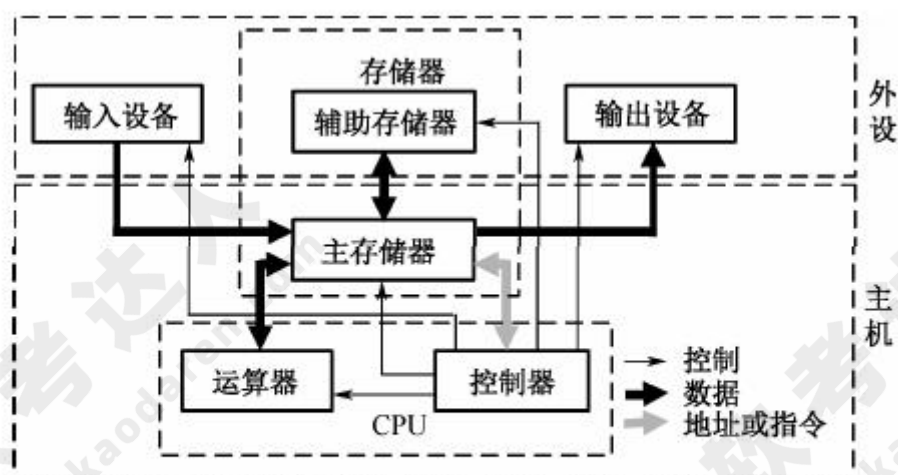 存储器
输入设备
辅助存储器
输出设备
外设
主存储器
主机
运算器
控制器
CPU
控制
数据
地址或指令